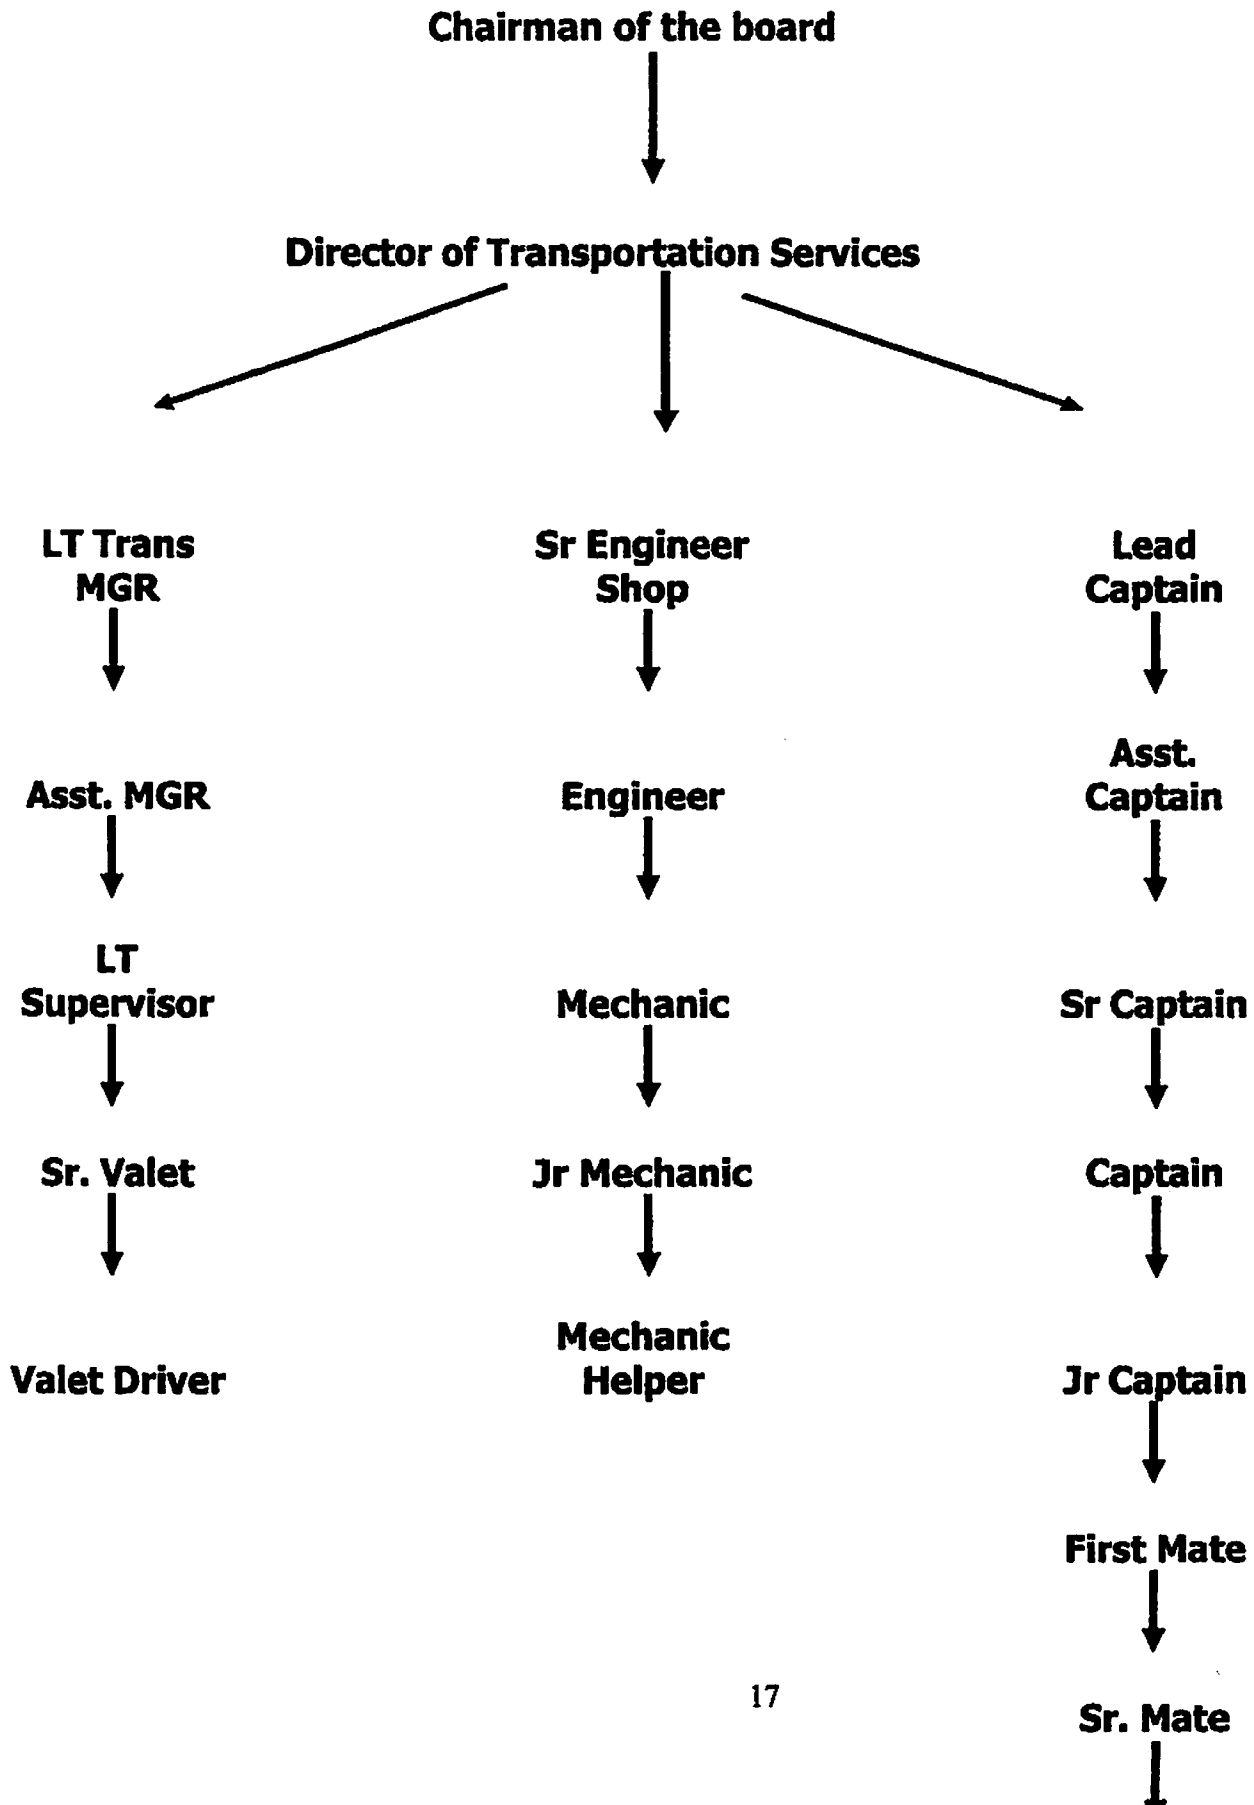 Chairman of the board
Director of Transportation Services
LT Trans
MGR
Sr Engineer
Shop
Lead
Captain
Asst. MGR
Engineer
Asst.
Captain
LT
Supervisor
Mechanic
Sr Captain
Sr. Valet
Jr Mechanic
Captain
Valet Driver
Mechanic
Helper
Jr Captain
First Mate
17
Sr. Mate